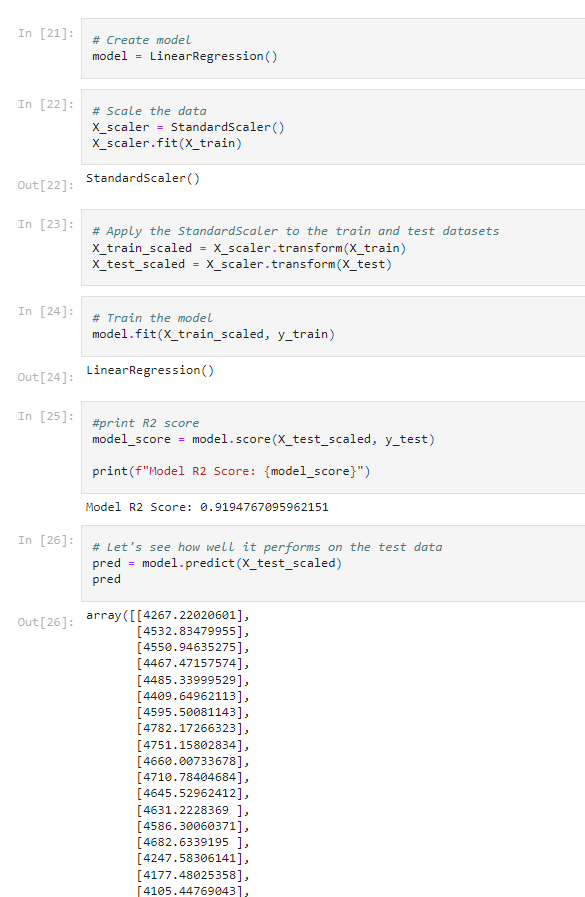 In [21]:
# Create model
model = LinearRegression()
In [22]:
# Scale the data
X_scaler = StandardScaler()
X_scaler.fit(X_train)
Out[22]:
StandardScaler()
In [23]:
# Apply the StandardScaler to the train and test datasets
X_train_scaled = X_scaler.transform(X_train)
X_test_scaled = X_scaler.transform(X_test)
In [24]:
# Train the model
model.fit(X_train_scaled, y_train)
Out[24]:
LinearRegression()
In [25]:
#print R2 score
model_score = model.score(X_test_scaled, y_test)
print(f"Model R2 Score: {model_score}")
Model R2 Score: 0.9194767095962151
In [26]:
# Let's see how well it performs on the test data
pred = model.predict(X_test_scaled)
pred
Out[26]:
array([[4267.22020601],
[4532.83479955],
[4550.94635275],
[4467.47157574],
[4485.33999529],
[4409.64962113],
[4595.50081143],
[4782.17266323],
[4751.15802834],
[4660.00733678],
[4710.78404684],
[4645.52962412],
[4631.2228369 ],
[4586.30060371],
[4682.6339195 ],
[4247.58306141],
[4177.48025358],
[4105.44769043],